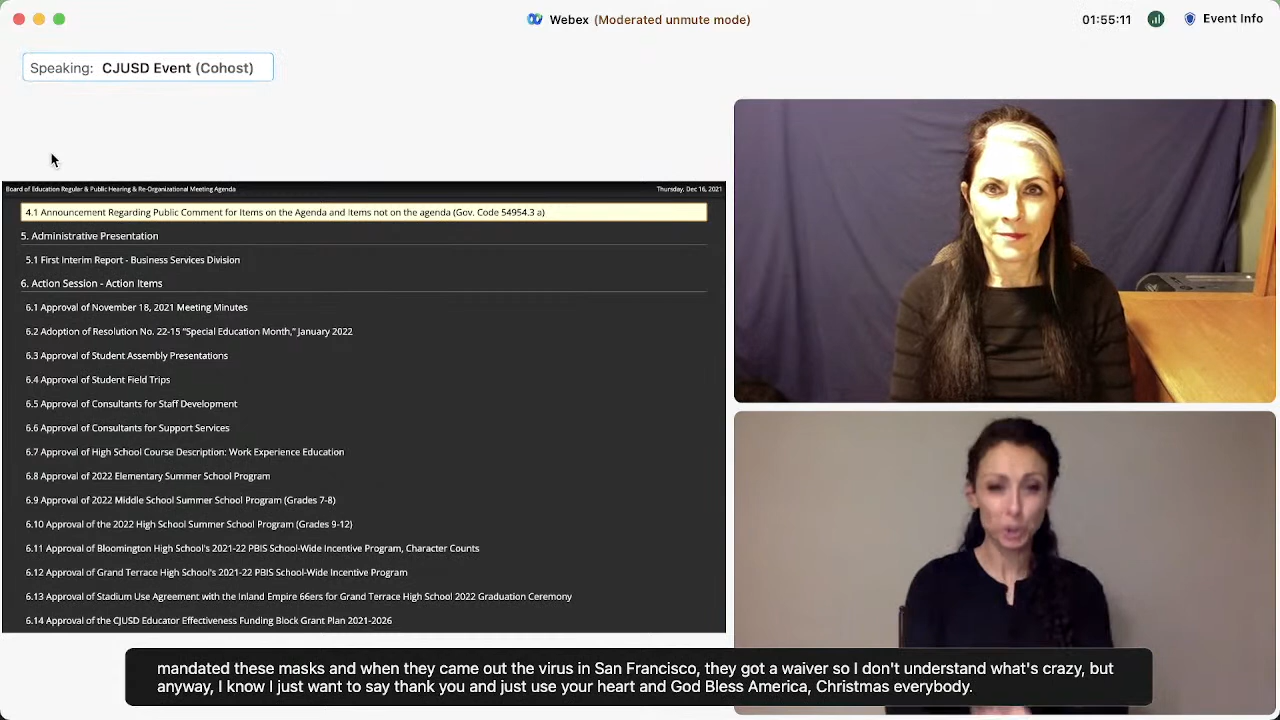 Webex (Moderated unmute mode)
01:55:11
Event Info
Speaking: CJUSD Event (Cohost)
Board of Education Regular & Public Hearing & Re-Organizational Meeting Agenda
Thursday, Dec 16, 2021
4.1 Announcement Regarding Public Comment for Items on the Agenda and Items not on the agenda (Gov. Code 54954.3 a)
5. Administrative Presentation
5.1 First Interim Report - Business Services Division
6. Action Session - Action Items
6.1 Approval of November 18, 2021 Meeting Minutes
6.2 Adoption of Resolution No. 22-15 "Special Education Month," January 2022
6.3 Approval of Student Assembly Presentations
6.4 Approval of Student Field Trips
6.5 Approval of Consultants for Staff Development
6.6 Approval of Consultants for Support Services
6.7 Approval of High School Course Description: Work Experience Education
6.8 Approval of 2022 Elementary Summer School Program
6.9 Approval of 2022 Middle School Summer School Program (Grades 7-8)
6.10 Approval of the 2022 High School Summer School Program (Grades 9-12)
6.11 Approval of Bloomington High School's 2021-22 PBIS School-Wide Incentive Program, Character Counts
6.12 Approval of Grand Terrace High School's 2021-22 PBIS School-Wide Incentive Program
6.13 Approval of Stadium Use Agreement with the Inland Empire 66ers for Grand Terrace High School 2022 Graduation Ceremony
6.14 Approval of the CJUSD Educator Effectiveness Funding Block Grant Plan 2021-2026
mandated these masks and when they came out the virus in San Francisco, they got a waiver so I don't understand what's crazy, but
anyway, I know I just want to say thank you and just use your heart and God Bless America, Christmas everybody.